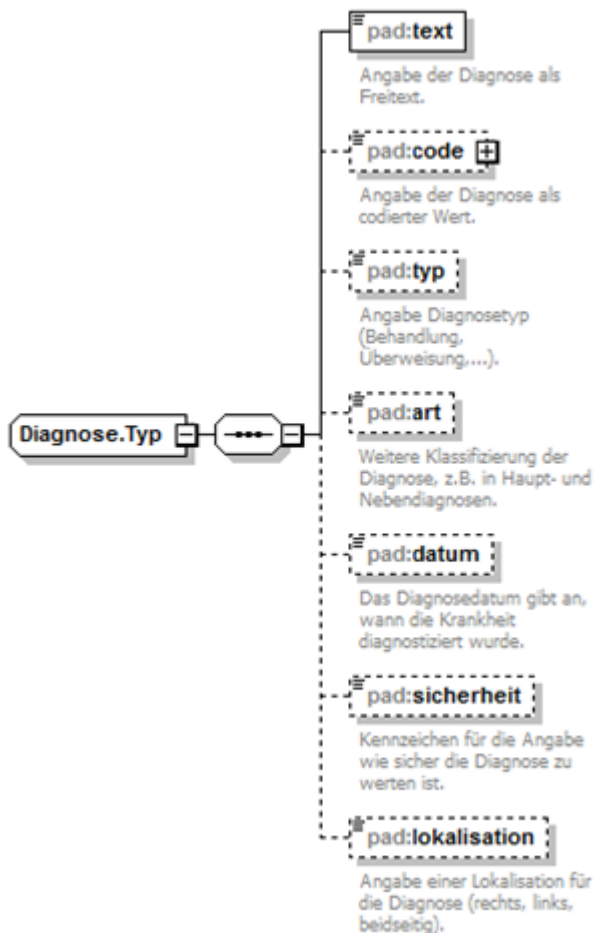 pad:text
Angabe der Diagnose als
Freitext.
pad:code
Angabe der Diagnose als
codierter Wert.
pad:typ
Angabe Diagnosetyp
(Behandlung,
Überweisung,...).
Diagnose.Typ
pad:art
Weitere Klassifizierung der
Diagnose, z.B. in Haupt- und
Nebendiagnosen.
pad:datum
Das Diagnosedatum gibt an,
wann die Krankheit
diagnostiziert wurde.
pad:sicherheit
Kennzeichen für die Angabe
wie sicher die Diagnose zu
werten ist.
pad:lokalisation
Angabe einer Lokalisation für
die Diagnose (rechts, links,
beidseitig).